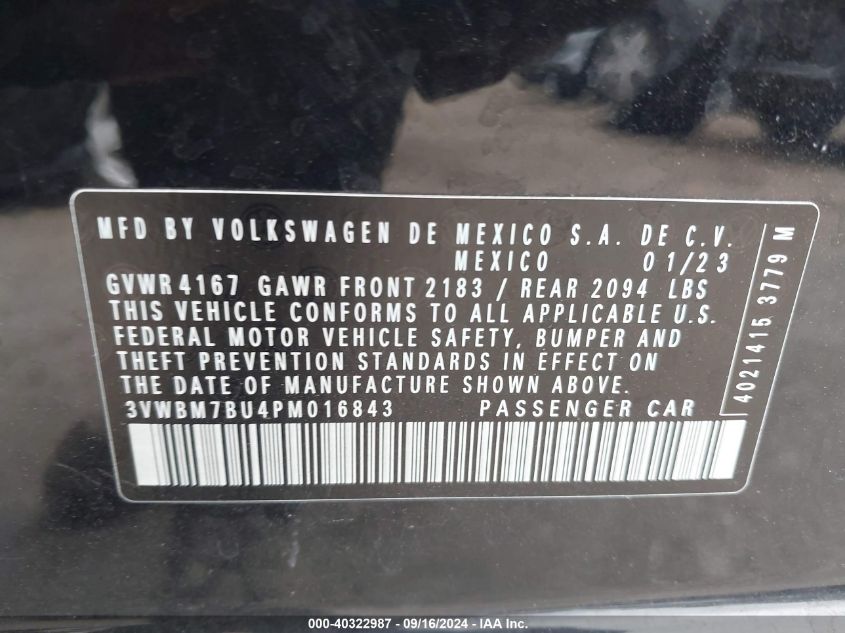 MFD BY VOLKSWAGEN DE MEXICO S.A. DE C.V.
MEXICO 01/23
GVWR 4167 GAWR FRONT 2183 / REAR 2094 LBS
THIS VEHICLE CONFORMS TO ALL APPLICABLE U.S.
FEDERAL MOTOR VEHICLE SAFETY, BUMPER AND
THEFT PREVENTION STANDARDS IN EFFECT ON
THE DATE OF MANUFACTURE SHOWN ABOVE.
3VWBM7BU4PM016843 PASSENGER CAR
4021415 3779 M
000-40322987 - 09/16/2024 - IAA Inc.